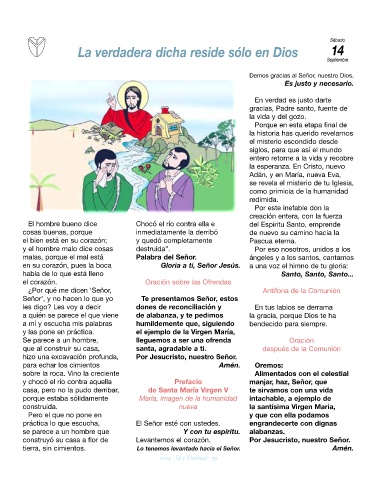 Sábado
14
Septiembre
La verdadera dicha reside sólo en Dios
El hombre bueno dice
cosas buenas, porque
el bien está en su corazón;
y el hombre malo dice cosas
malas, porque el mal está
en su corazón, pues la boca
habla de lo que está lleno
el corazón.
¿Por qué me dicen 'Señor,
Señor', y no hacen lo que yo
les digo? Les voy a decir
a quién se parece el que viene
a mí y escucha mis palabras
y las pone en práctica.
Se parece a un hombre,
que al construir su casa,
hizo una excavación profunda,
para echar los cimientos
sobre la roca. Vino la creciente
y chocó el río contra aquella
casa, pero no la pudo derribar,
porque estaba sólidamente
construida.
Pero el que no pone en
práctica lo que escucha,
se parece a un hombre que
construyó su casa a flor de
tierra, sin cimientos.
Chocó el río contra ella e
inmediatamente la derribó
y quedó completamente
destruida".
Palabra del Señor.
Gloria a ti, Señor Jesús.
Oración sobre las Ofrendas
Te presentamos Señor, estos
dones de reconciliación y
de alabanza, y te pedimos
humildemente que, siguiendo
el ejemplo de la Virgen María,
lleguemos a ser una ofrenda
santa, agradable a ti.
Por Jesucristo, nuestro Señor.
Amén.
Prefacio
de Santa María Virgen V
María, imagen de la humanidad
nueva
El Señor esté con ustedes.
Y con tu espíritu.
Levantemos el corazón.
Lo tenemos levantado hacia el Señor.
Demos gracias al Señor, nuestro Dios.
Es justo y necesario.
En verdad es justo darte
gracias, Padre santo, fuente de
la vida y del gozo.
Porque en esta etapa final de
la historia has querido revelarnos
el misterio escondido desde
siglos, para que así el mundo
entero retorne a la vida y recobre
la esperanza. En Cristo, nuevo
Adán, y en María, nueva Eva,
se revela el misterio de tu Iglesia,
como primicia de la humanidad
redimida.
Por este inefable don la
creación entera, con la fuerza
del Espíritu Santo, emprende
de nuevo su camino hacia la
Pascua eterna.
Por eso nosotros, unidos a los
ángeles y a los santos, cantamos
a una voz el himno de tu gloria:
Santo, Santo, Santo...
Antífona de la Comunión
En tus labios se derrama
la gracia, porque Dios te ha
bendecido para siempre.
Oración
después de la Comunión
Oremos:
Alimentados con el celestial
manjar, haz, Señor, que
te sirvamos con una vida
intachable, a ejemplo de
la santísima Virgen María,
y que con ella podamos
engrandecerte con dignas
alabanzas.
Por Jesucristo, nuestro Señor.
Amén.